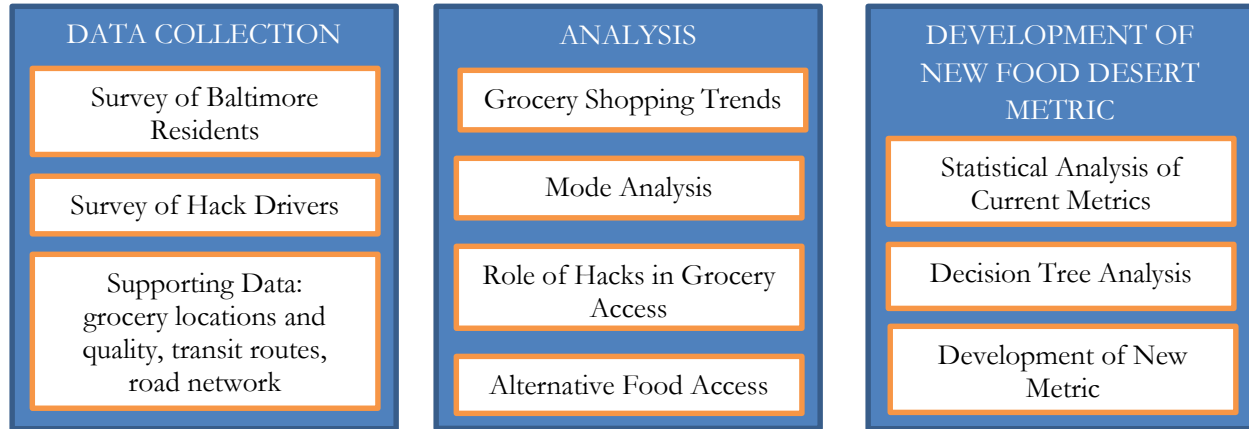 DATA COLLECTION
Survey of Baltimore
Residents
Survey of Hack Drivers
Supporting Data:
grocery locations and
quality, transit routes,
road network
ANALYSIS
Grocery Shopping Trends
Mode Analysis
Role of Hacks in Grocery
Access
Alternative Food Access
DEVELOPMENT OF
NEW FOOD DESERT
METRIC
Statistical Analysis of
Current Metrics
Decision Tree Analysis
Development of New
Metric